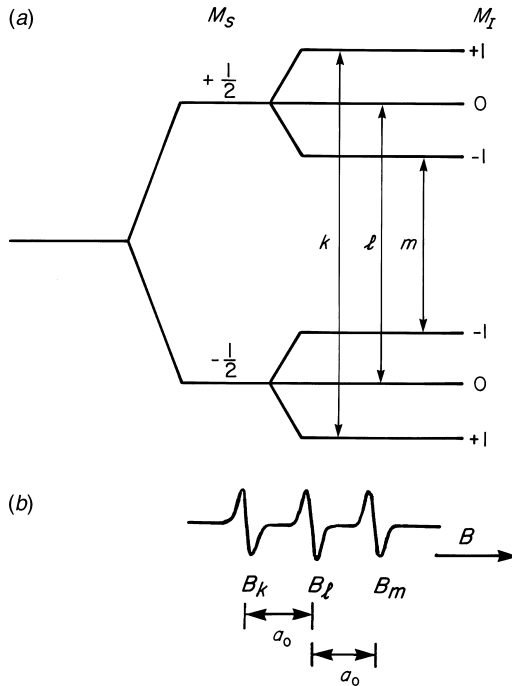 (a) M_S M_I
+1
+ 1/2
0
-1
k ℓ m
-1
- 1/2
0
+1
(b)
B
B_k B_ℓ B_m
a_0
a_0